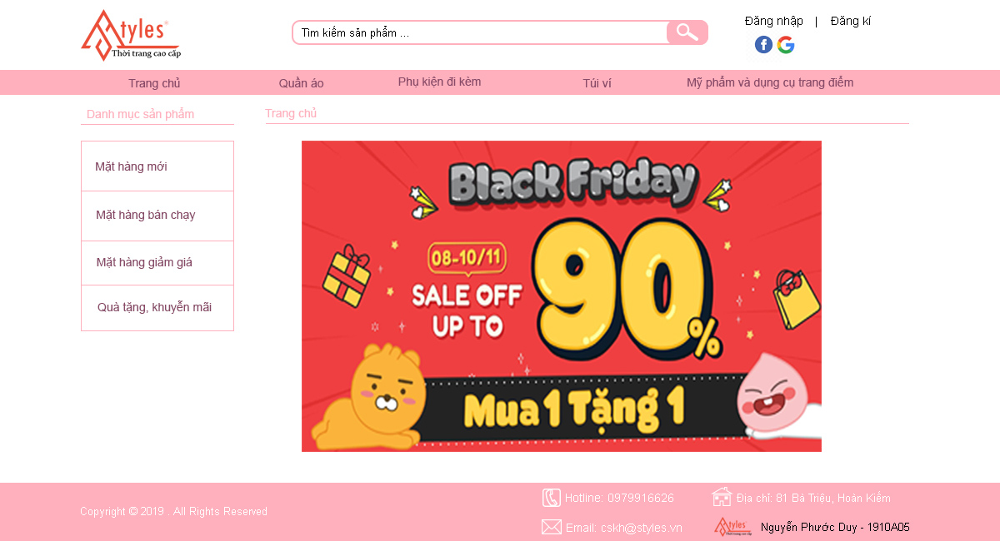 Atyles®
Thời trang cao cấp
Tìm kiếm sản phẩm ...
Đăng nhập | Đăng kí
Trang chủ
Quần áo
Phụ kiện đi kèm
Túi ví
Mỹ phẩm và dụng cụ trang điểm
Danh mục sản phẩm
Mặt hàng mới
Mặt hàng bán chạy
Mặt hàng giảm giá
Quà tặng, khuyễn mãi
Trang chủ
Black Friday
08-10/11
SALE OFF
UP TO
90%
Mua 1 Tặng 1
Copyright © 2019 . All Rights Reserved
Hotline: 0979916626
Email: cskh@styles.vn
Địa chỉ: 81 Bà Triệu, Hoàn Kiếm
Atyles
Thời trang cao cấp
Nguyễn Phước Duy - 1910A05